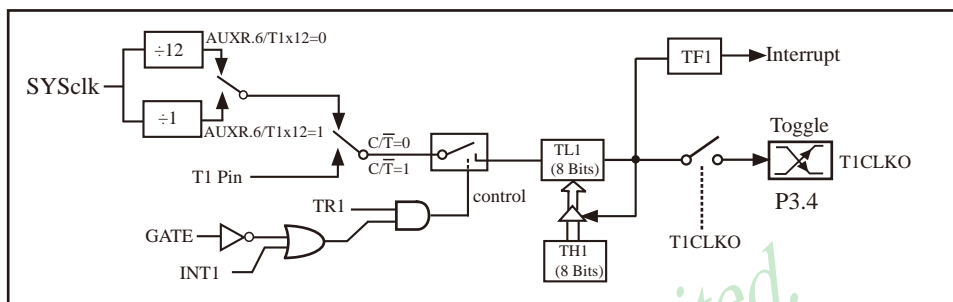 AUXR.6/T1x12=0
÷12
SYSclk
÷1
AUXR.6/T1x12=1
T1 Pin
C/T̅=0
C/T̅=1
TR1
GATE
INT1
control
TL1
(8 Bits)
TH1
(8 Bits)
TF1
Interrupt
Toggle
T1CLKO
P3.4
T1CLKO